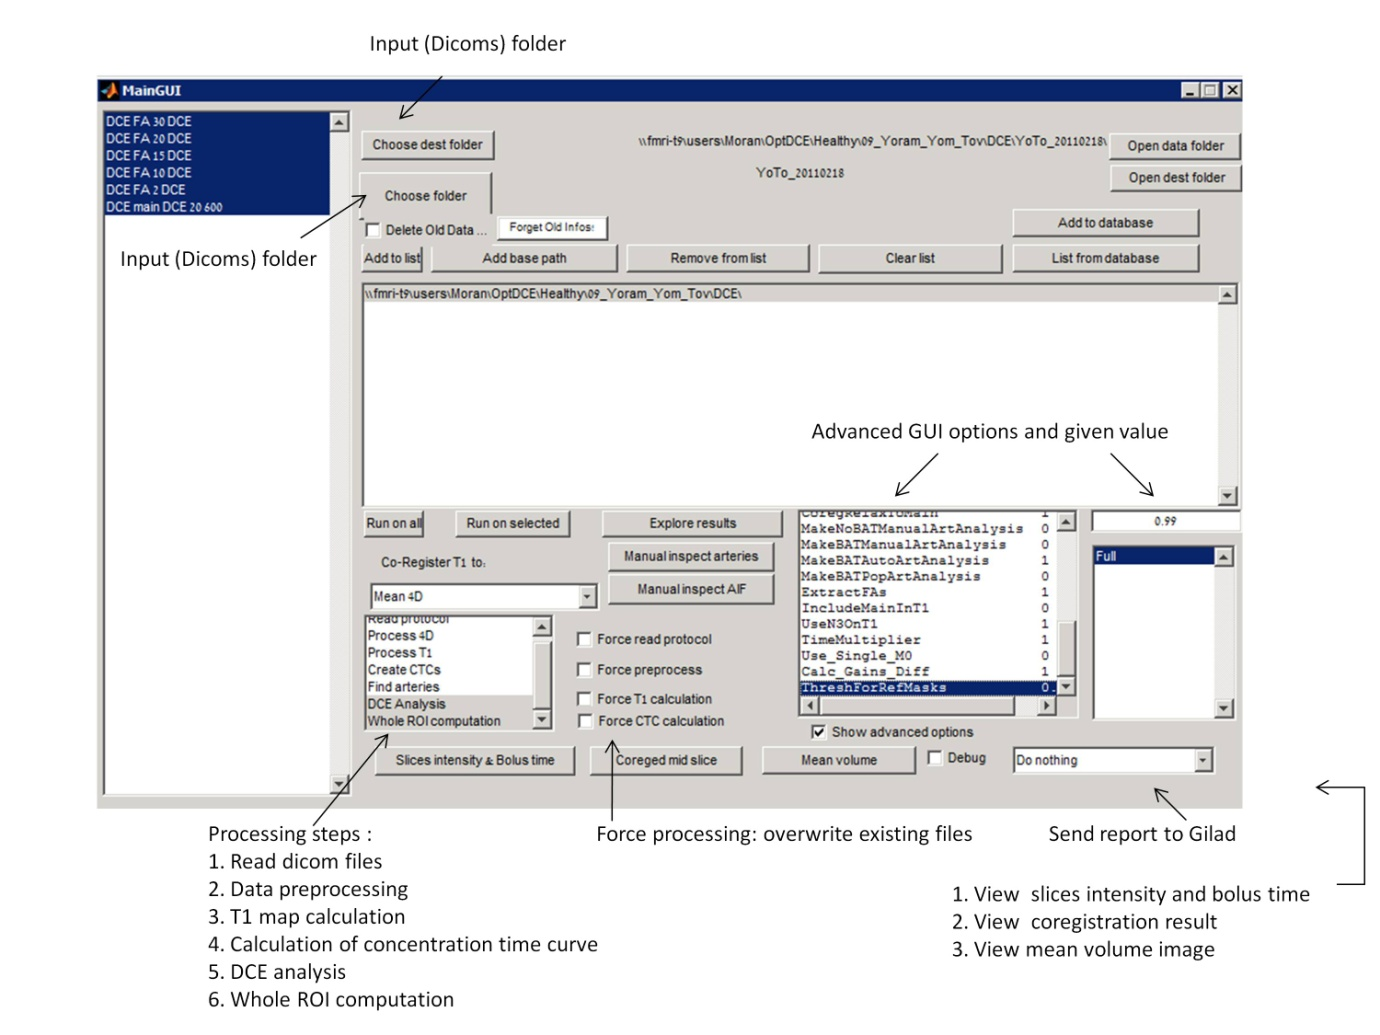 Input (Dicoms) folder
MainGUI
DCE FA 30 DCE
DCE FA 20 DCE
DCE FA 15 DCE
DCE FA 10 DCE
DCE FA 2 DCE
DCE main DCE 20 600
Choose dest folder
\\fmri-t9\users\Moran\OptDCE\Healthy\09_Yoram_Yom_Tov\DCE\YoTo_20110218\
Open data folder
YoTo_20110218
Open dest folder
Choose folder
Input (Dicoms) folder
Delete Old Data ...
Forget Old Infos:
Add to database
Add to list
Add base path
Remove from list
Clear list
List from database
\\fmri-t9\users\Moran\OptDCE\Healthy\09_Yoram_Yom_Tov\DCE\
Advanced GUI options and given value
Run on all
Run on selected
Explore results
Manual inspect arteries
Manual inspect AIF
Co-Register T1 to:
Mean 4D
Read protocol
Process 4D
Process T1
Create CTCs
Find arteries
DCE Analysis
Whole ROI computation
Force read protocol
Force preprocess
Force T1 calculation
Force CTC calculation
CoregRelaxToMain 1
MakeNoBATManualArtAnalysis 0
MakeBATManualArtAnalysis 0
MakeBATAutoArtAnalysis 1
MakeBATPopArtAnalysis 0
ExtractFAs 1
IncludeMainInT1 0
UseN3OnT1 1
TimeMultiplier 1
Use_Single_M0 0
Calc_Gains_Diff 1
ThreshForRefMasks 0.
0.99
Full
Show advanced options
Slices intensity & Bolus time
Coreged mid slice
Mean volume
Debug
Do nothing
Processing steps :
1. Read dicom files
2. Data preprocessing
3. T1 map calculation
4. Calculation of concentration time curve
5. DCE analysis
6. Whole ROI computation
Force processing: overwrite existing files
Send report to Gilad
1. View slices intensity and bolus time
2. View coregistration result
3. View mean volume image